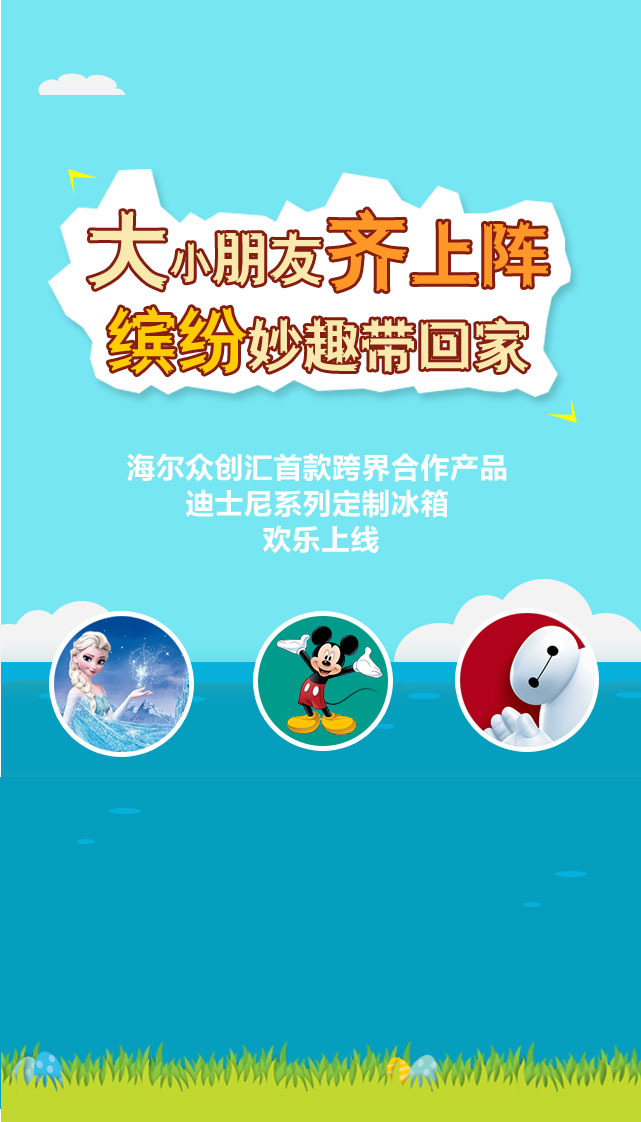 大小朋友齐上阵
缤纷妙趣带回家
海尔众创汇首款跨界合作产品
迪士尼系列定制冰箱
欢乐上线